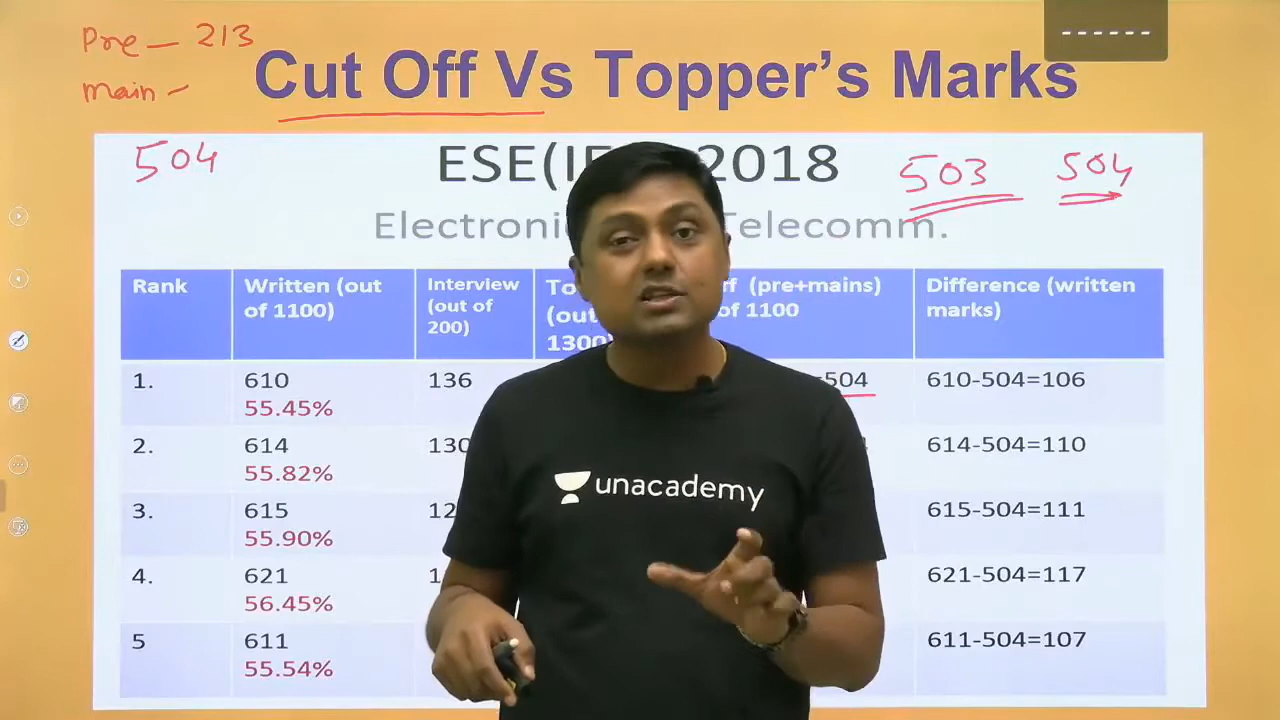 Pre - 213
Cut Off Vs Topper's Marks
main -
504
ESE(I 2018
503 504
Electroni Telecomm.
Rank Written (out of 1100) Interview (out of 200) (out 1300) (pre+mains) of 1100 Difference (written marks)
1. 610 136 504 610-504=106
55.45%
2. 614 130 614-504=110
55.82%
3. 615 615-504=111
55.90%
4. 621 621-504=117
56.45%
5 611 611-504=107
55.54%
unacademy